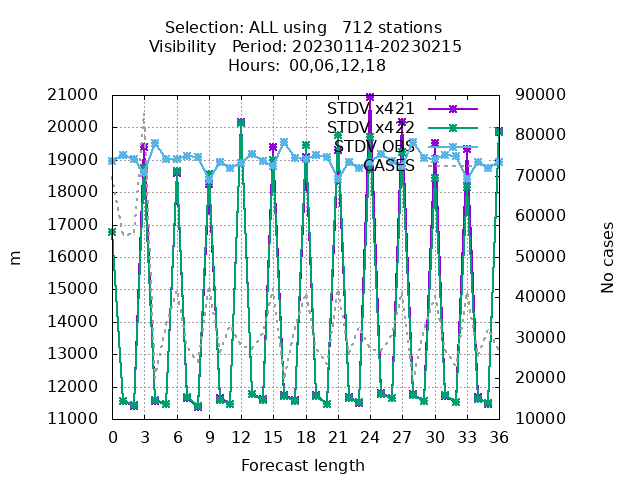 Selection: ALL using   712 stations
Visibility   Period: 20230114-20230215
Hours:  00,06,12,18
21000
20000
19000
18000
17000
16000
15000
14000
13000
12000
11000
90000
80000
70000
60000
50000
40000
30000
20000
10000
STDV x421
STDV x422
STDV OBS
CASES
m
No cases
0 3 6 9 12 15 18 21 24 27 30 33 36
Forecast length